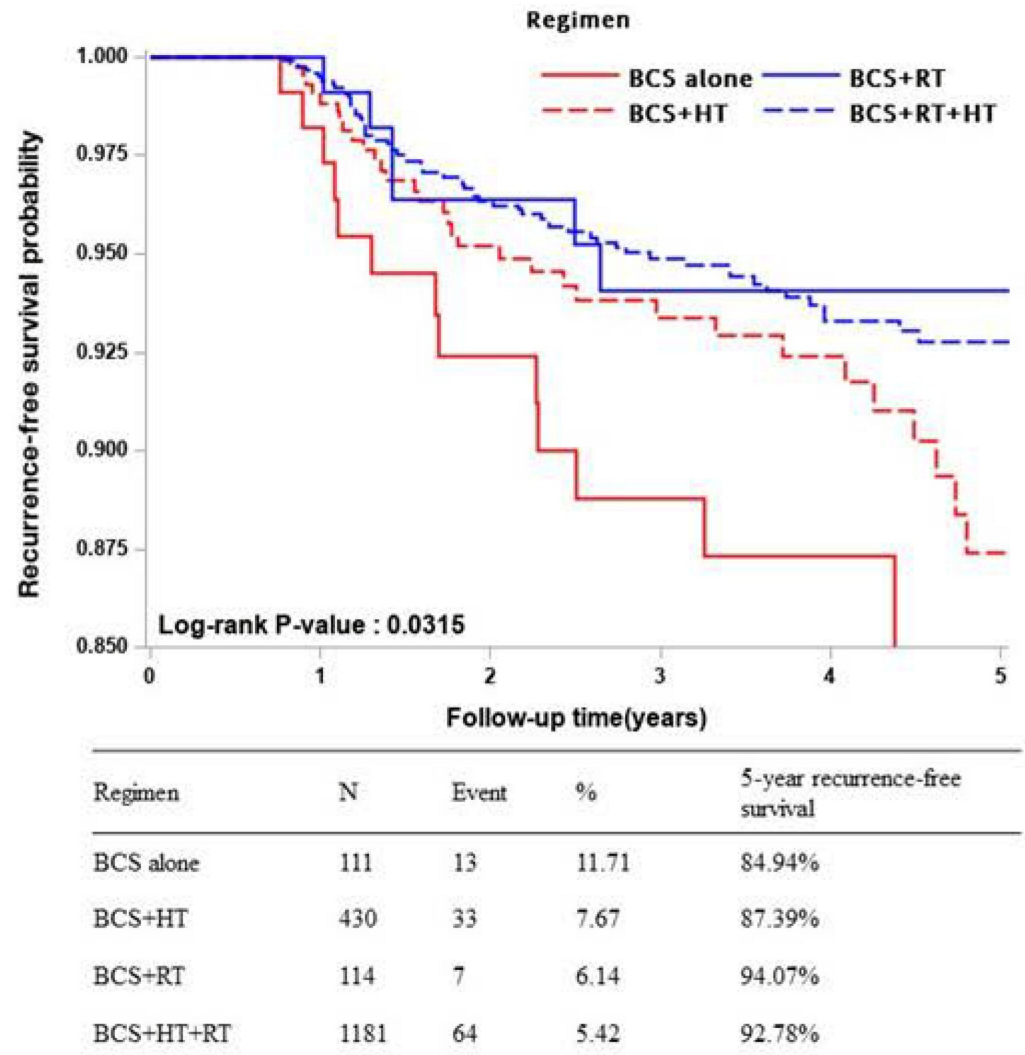 Regimen
BCS alone BCS+RT
BCS+HT BCS+RT+HT
Recurrence-free survival probability
1.000
0.975
0.950
0.925
0.900
0.875
0.850
Log-rank P-value : 0.0315
0 1 2 3 4 5
Follow-up time(years)
Regimen N Event % 5-year recurrence-free survival
BCS alone 111 13 11.71 84.94%
BCS+HT 430 33 7.67 87.39%
BCS+RT 114 7 6.14 94.07%
BCS+HT+RT 1181 64 5.42 92.78%